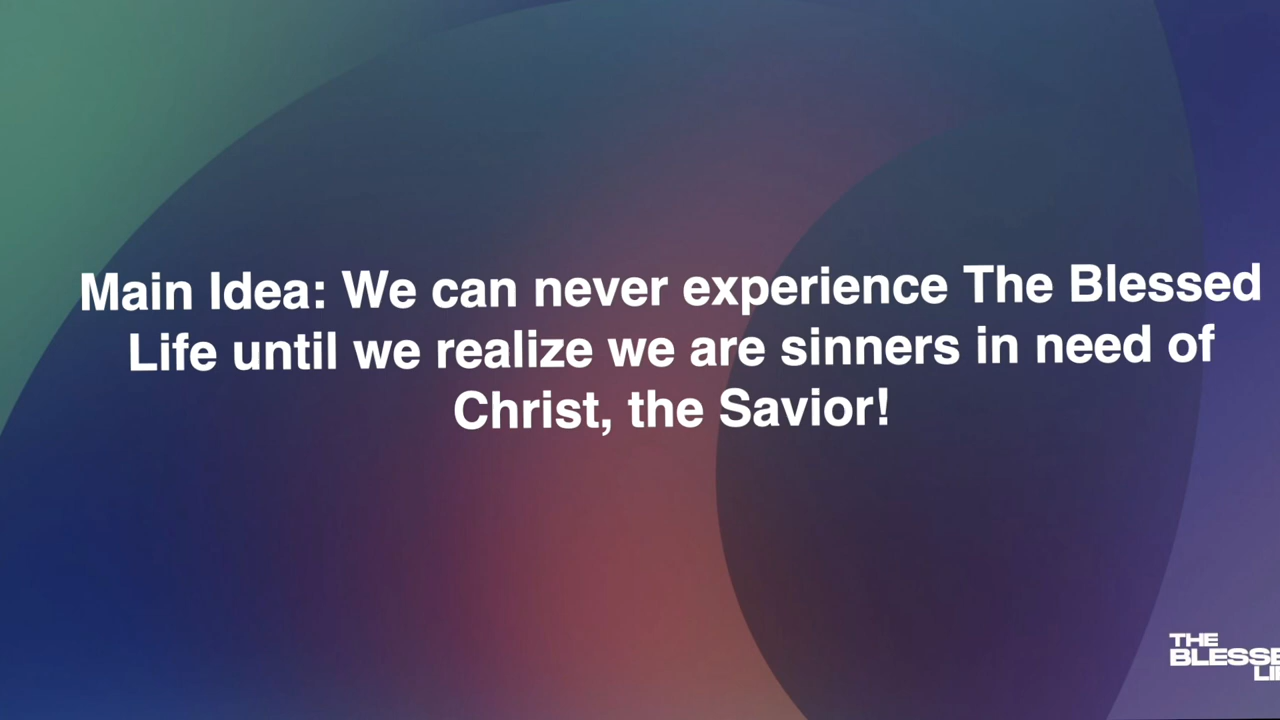 Main Idea: We can never experience The Blessed
Life until we realize we are sinners in need of
Christ, the Savior!
THE